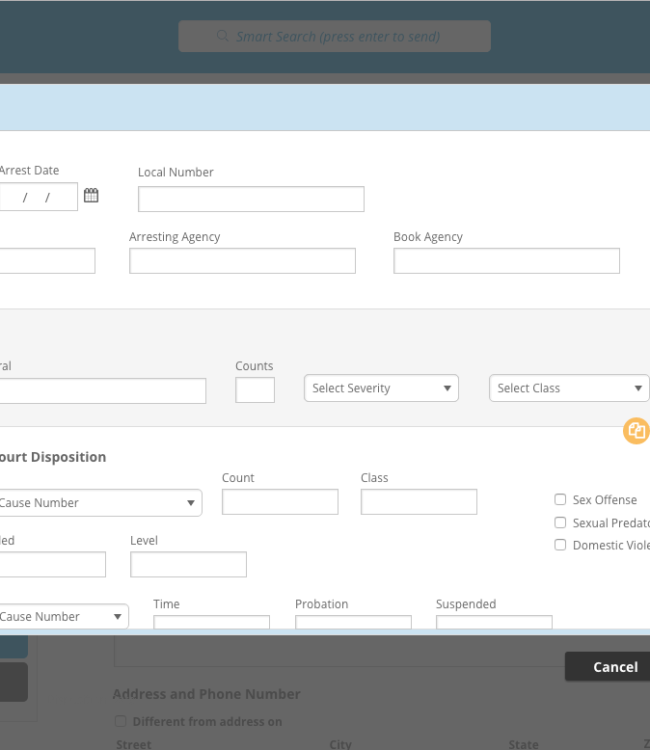 Smart Search (press enter to send)
Arrest Date
Local Number
/ /
Arresting Agency
Book Agency
ral
Counts
Select Severity
Select Class
ourt Disposition
Count
Class
Cause Number
Sex Offense
Sexual Predato
led
Level
Domestic Viole
Time
Probation
Suspended
Cause Number
Cancel
Address and Phone Number
Different from address on
Street
City
State